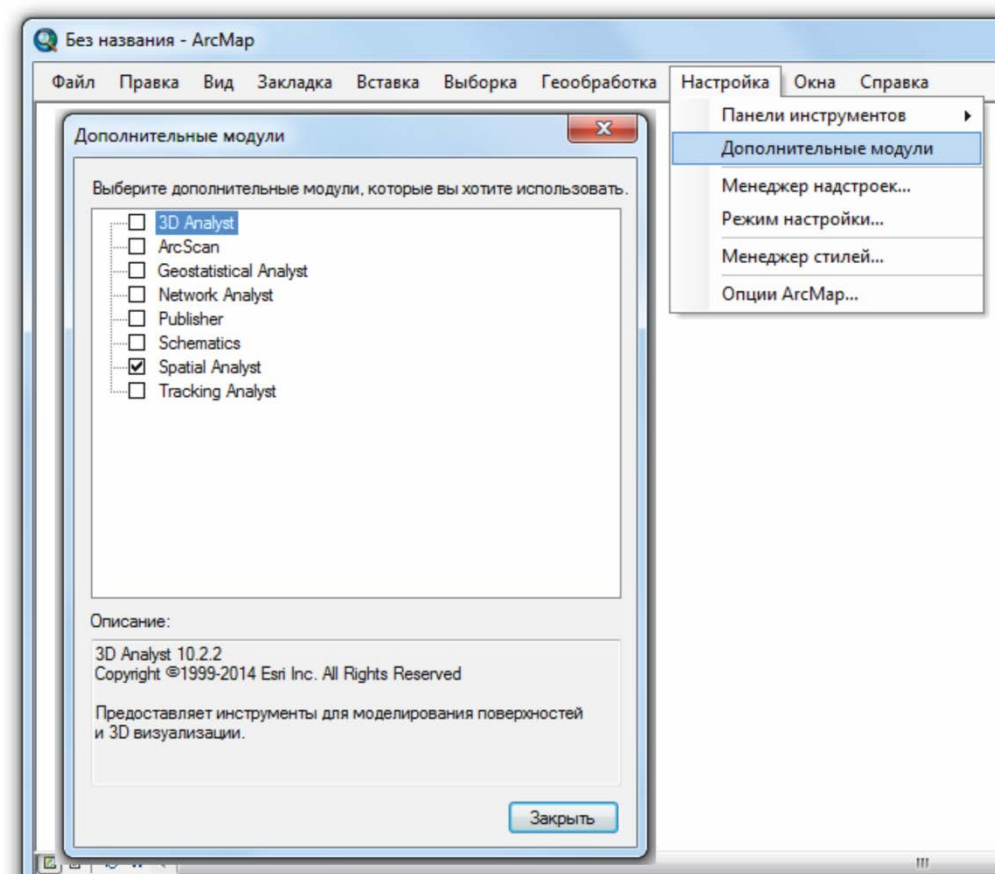 Без названия - ArcMap
Файл Правка Вид Закладка Вставка Выборка Геообработка Настройка Окна Справка
Панели инструментов
Дополнительные модули
Менеджер надстроек...
Режим настройки...
Менеджер стилей...
Опции ArcMap...
Дополнительные модули
Выберите дополнительные модули, которые вы хотите использовать.
3D Analyst
ArcScan
Geostatistical Analyst
Network Analyst
Publisher
Schematics
Spatial Analyst
Tracking Analyst
Описание:
3D Analyst 10.2.2
Copyright ©1999-2014 Esri Inc. All Rights Reserved
Предоставляет инструменты для моделирования поверхностей
и 3D визуализации.
Закрыть